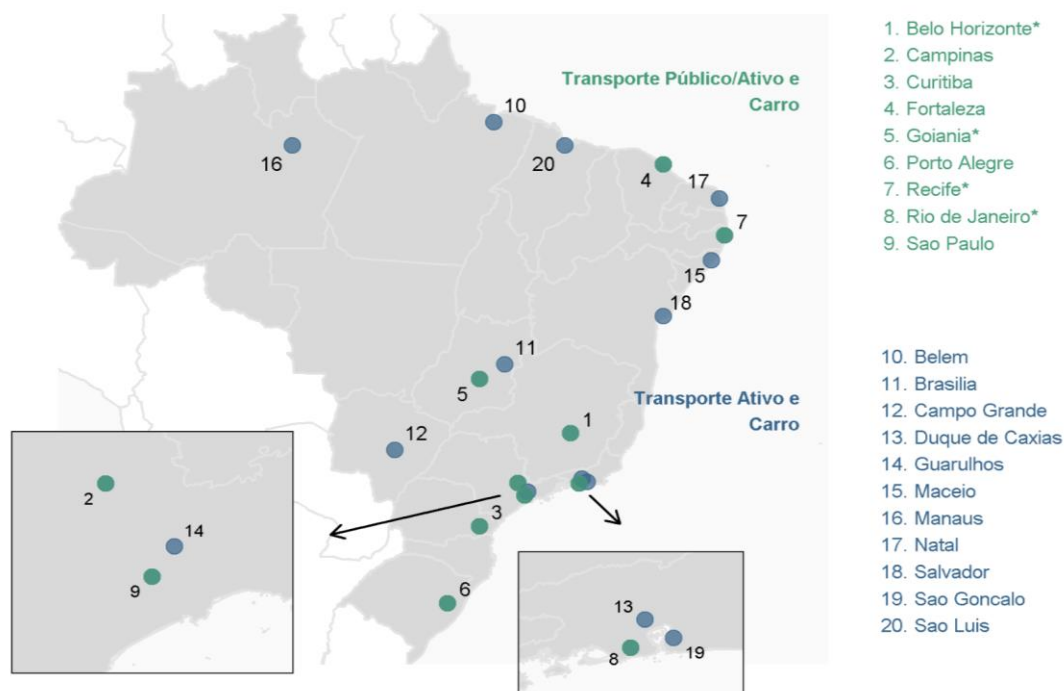 Transporte Público/Ativo e
Carro
1. Belo Horizonte*
2. Campinas
3. Curitiba
4. Fortaleza
5. Goiania*
6. Porto Alegre
7. Recife*
8. Rio de Janeiro*
9. Sao Paulo
10
16
20
4
17
7
15
18
11
5
Transporte Ativo e
Carro
1
12
3
6
2
14
9
13
8
19
10. Belem
11. Brasilia
12. Campo Grande
13. Duque de Caxias
14. Guarulhos
15. Maceio
16. Manaus
17. Natal
18. Salvador
19. Sao Goncalo
20. Sao Luis